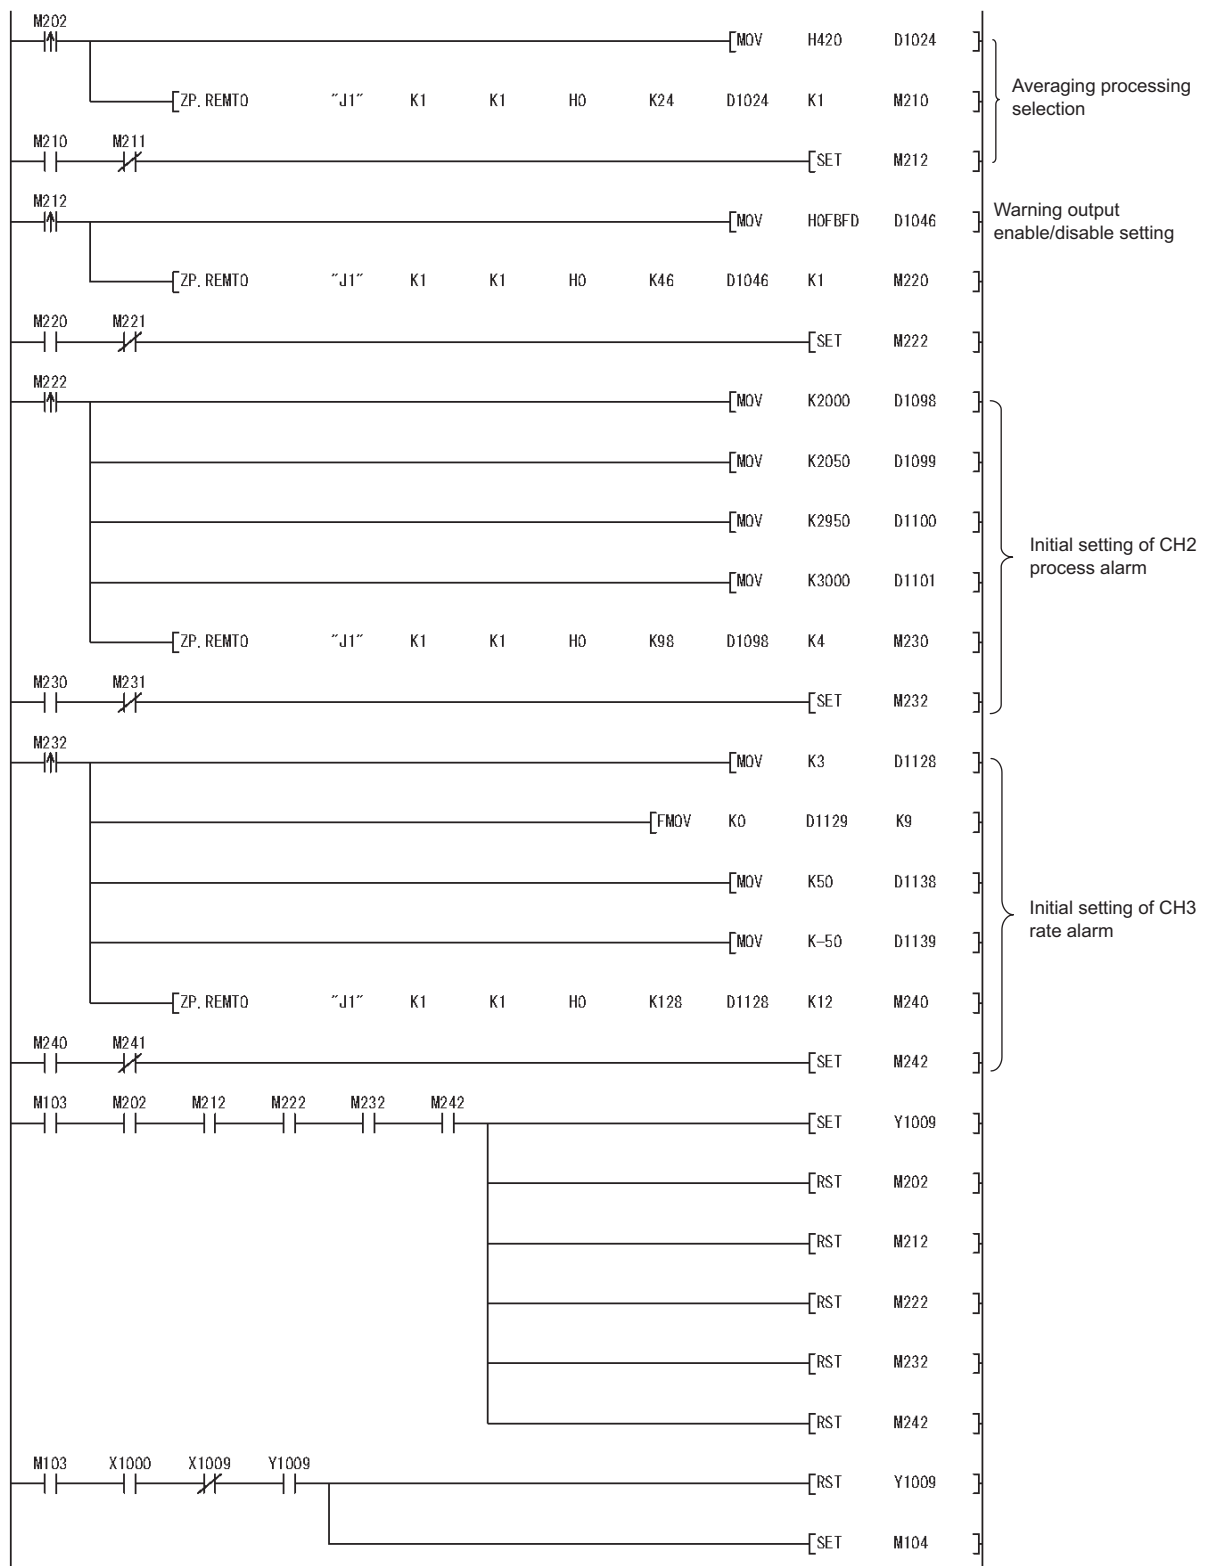 M202
MOV H420 D1024
ZP.REMTO "J1" K1 K1 H0 K24 D1024 K1 M210
Averaging processing
selection
M210 M211
SET M212
M212
MOV H0FBFD D1046
Warning output
enable/disable setting
ZP.REMTO "J1" K1 K1 H0 K46 D1046 K1 M220
M220 M221
SET M222
M222
MOV K2000 D1098
MOV K2050 D1099
MOV K2950 D1100
Initial setting of CH2
process alarm
MOV K3000 D1101
ZP.REMTO "J1" K1 K1 H0 K98 D1098 K4 M230
M230 M231
SET M232
M232
MOV K3 D1128
FMOV K0 D1129 K9
MOV K50 D1138
Initial setting of CH3
rate alarm
MOV K-50 D1139
ZP.REMTO "J1" K1 K1 H0 K128 D1128 K12 M240
M240 M241
SET M242
M103 M202 M212 M222 M232 M242
SET Y1009
RST M202
RST M212
RST M222
RST M232
RST M242
M103 X1000 X1009 Y1009
RST Y1009
SET M104